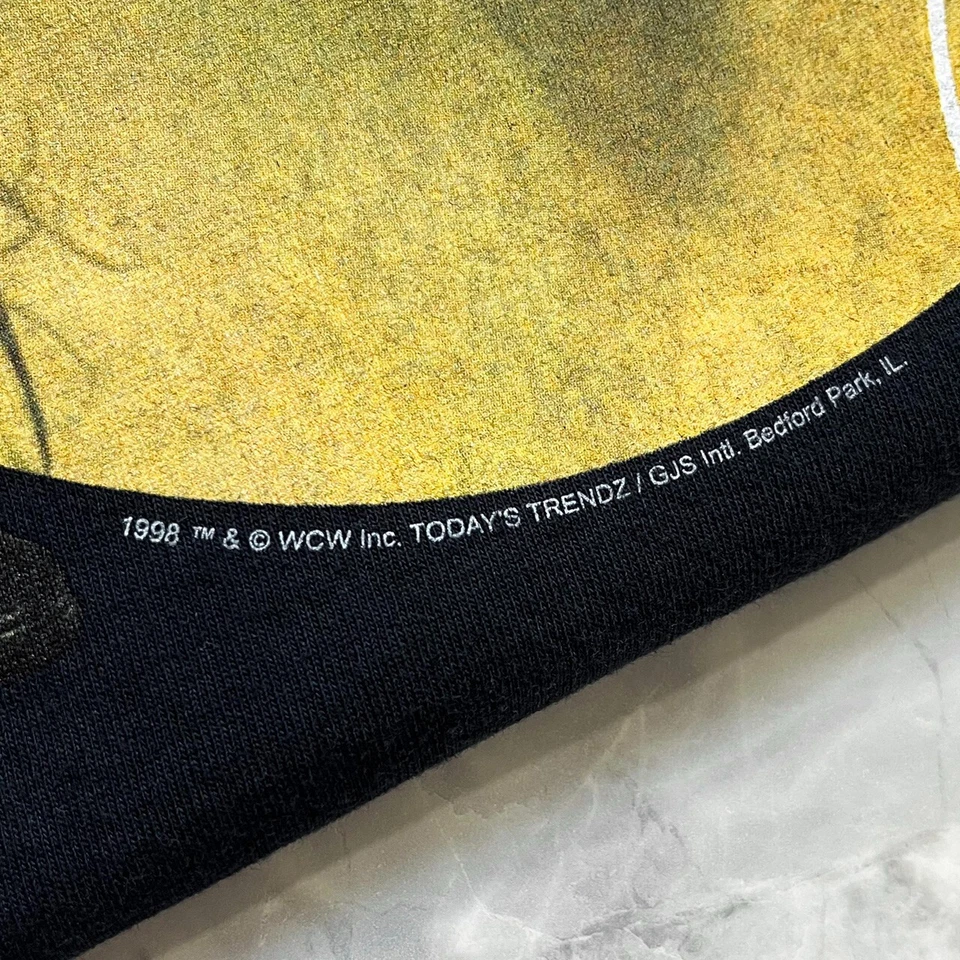 1998 ™ & © WCW Inc. TODAY'S TRENDZ / GJS Intl. Bedford Park, IL.